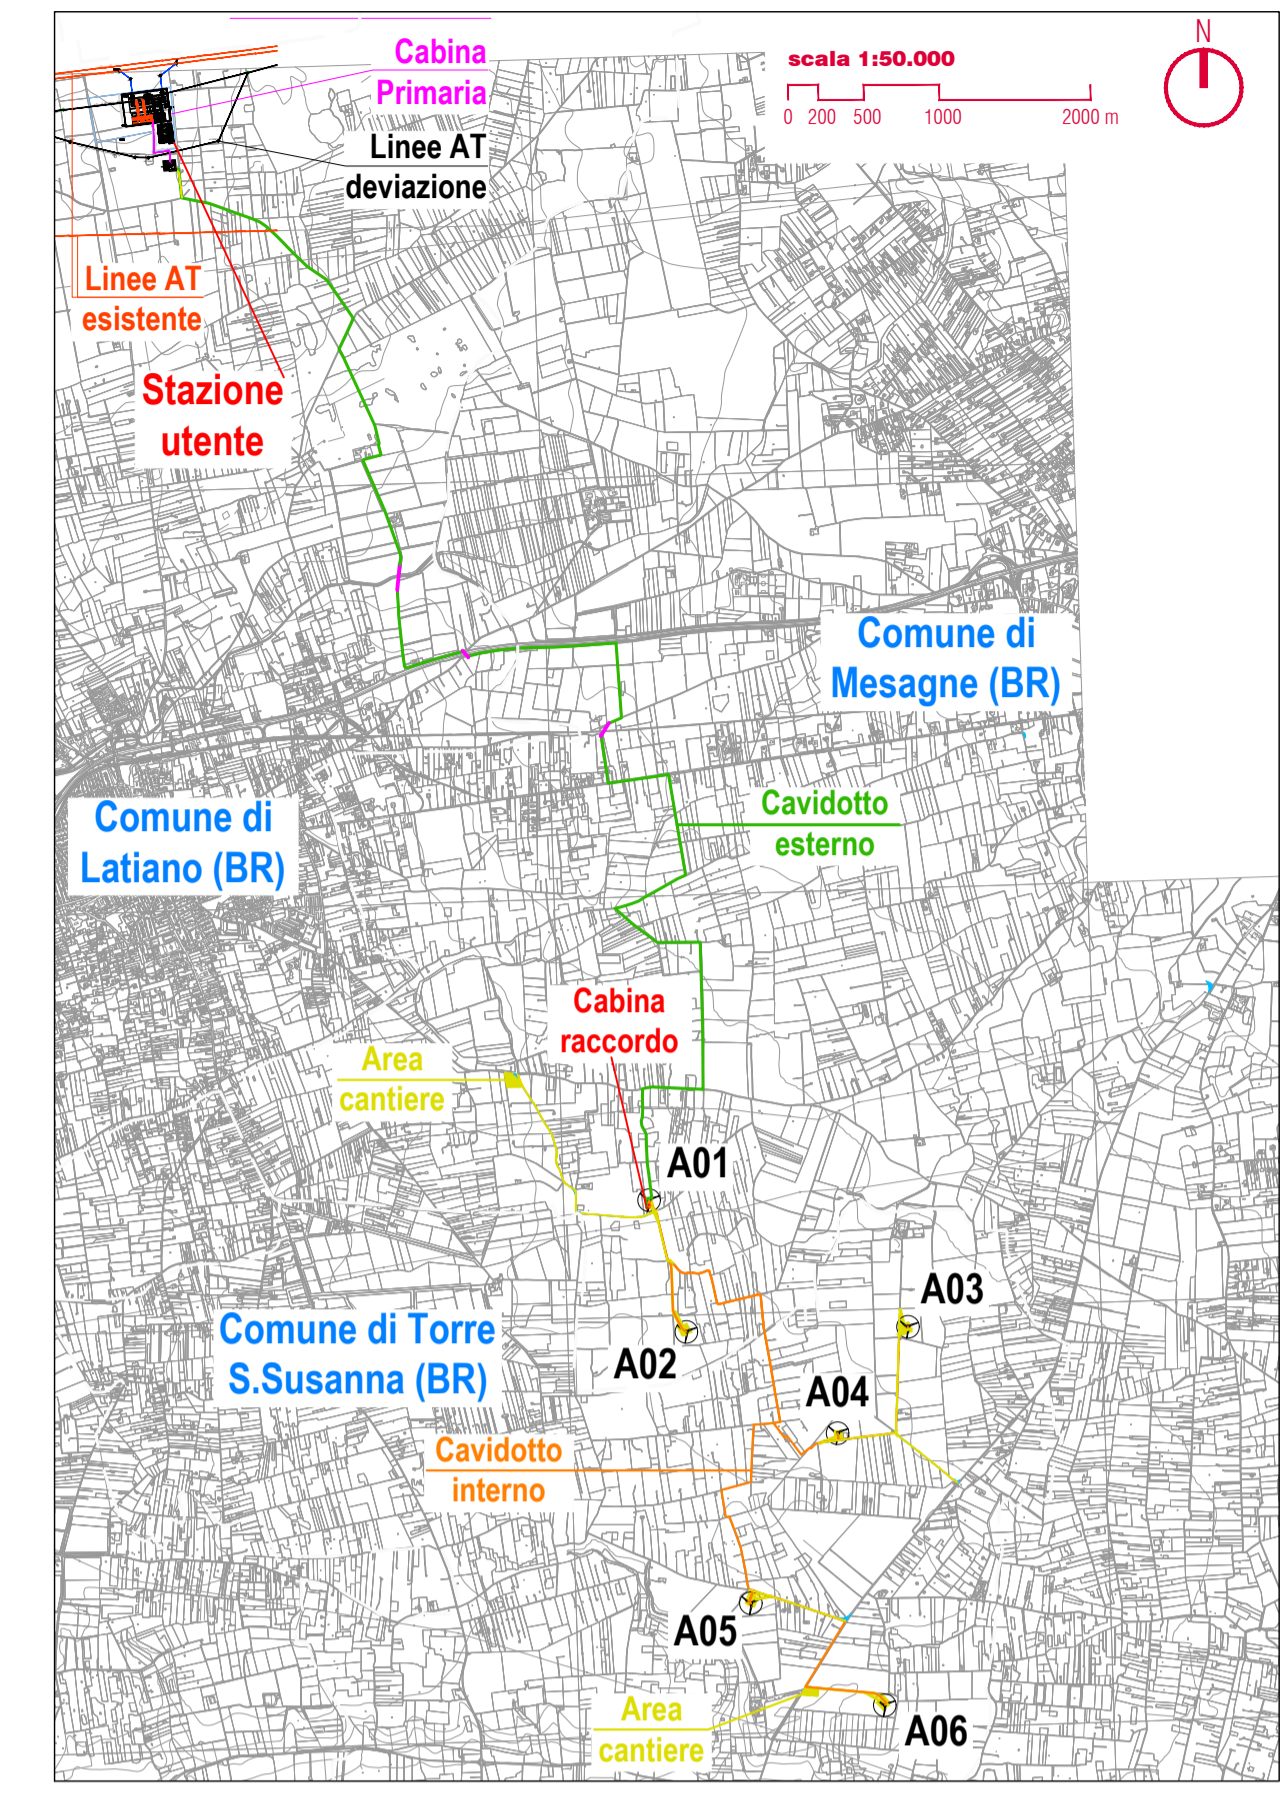 Cabina
Primaria
Linee AT
deviazione
scala 1:50.000
0 200 500 1000 2000 m
N
Linee AT
esistente
Stazione
utente
Comune di
Mesagne (BR)
Comune di
Latiano (BR)
Cavidotto
esterno
Cabina
raccordo
Area
cantiere
A01
A03
Comune di Torre
S.Susanna (BR)
A02
A04
Cavidotto
interno
A05
Area
cantiere
A06